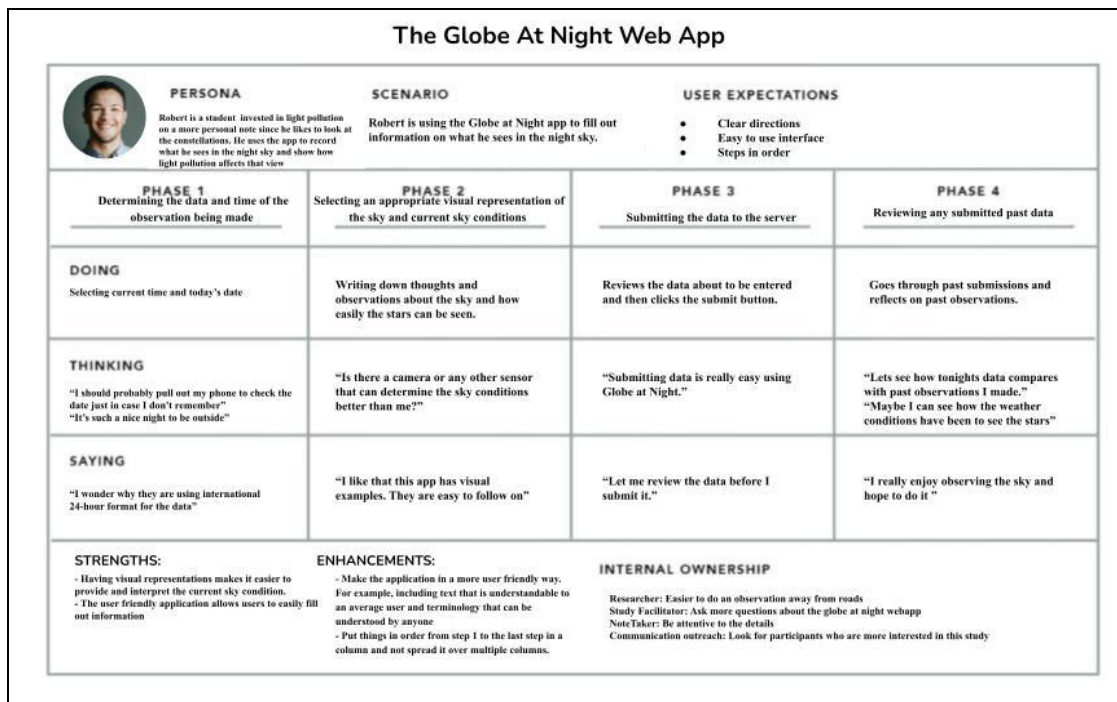 The Globe At Night Web App
PERSONA
Robert is a student invested in light pollution
on a more personal note since he likes to look at
the constellations. He uses the app to record
what he sees in the night sky and show how
light pollution affects that view
SCENARIO
Robert is using the Globe at Night app to fill out
information on what he sees in the night sky.
USER EXPECTATIONS
● Clear directions
● Easy to use interface
● Steps in order
PHASE 1
Determining the data and time of the
observation being made
PHASE 2
Selecting an appropriate visual representation of
the sky and current sky conditions
PHASE 3
Submitting the data to the server
PHASE 4
Reviewing any submitted past data
DOING
Selecting current time and today's date
Writing down thoughts and
observations about the sky and how
easily the stars can be seen.
Reviews the data about to be entered
and then clicks the submit button.
Goes through past submissions and
reflects on past observations.
THINKING
“I should probably pull out my phone to check the
date just in case I don't remember”
“It's such a nice night to be outside”
“Is there a camera or any other sensor
that can determine the sky conditions
better than me?”
“Submitting data is really easy using
Globe at Night.”
“Lets see how tonights data compares
with past observations I made.”
“Maybe I can see how the weather
conditions have been to see the stars”
SAYING
“I wonder why they are using international
24-hour format for the data”
“I like that this app has visual
examples. They are easy to follow on”
“Let me review the data before I
submit it.”
“I really enjoy observing the sky and
hope to do it ”
STRENGTHS:
- Having visual representations makes it easier to
provide and interpret the current sky condition.
- The user friendly application allows users to easily fill
out information
ENHANCEMENTS:
- Make the application in a more user friendly way.
For example, including text that is understandable to
an average user and terminology that can be
understood by anyone
- Put things in order from step 1 to the last step in a
column and not spread it over multiple columns.
INTERNAL OWNERSHIP
Researcher: Easier to do an observation away from roads
Study Facilitator: Ask more questions about the globe at night webapp
NoteTaker: Be attentive to the details
Communication outreach: Look for participants who are more interested in this study